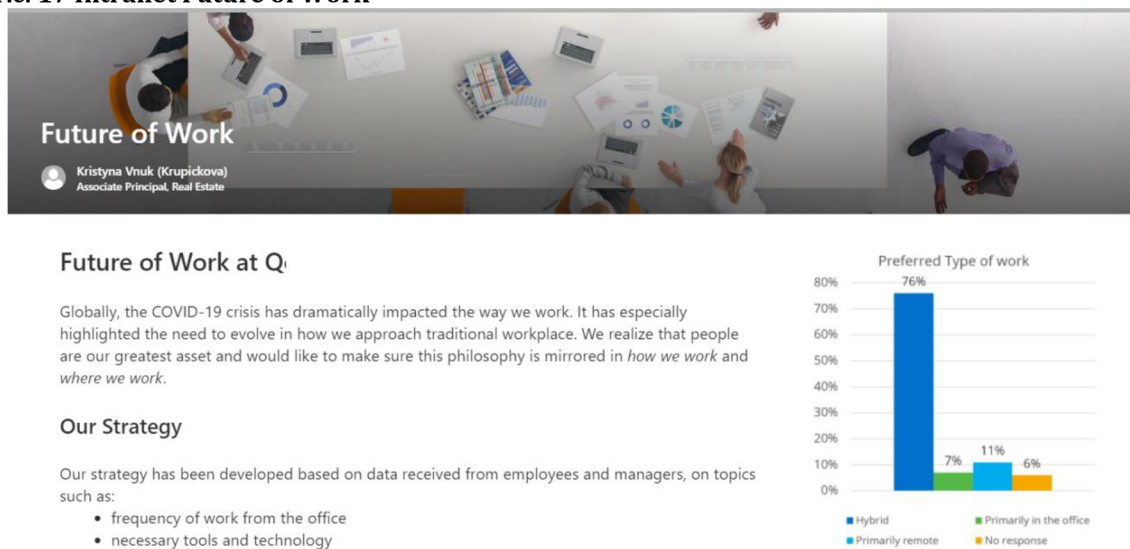 17 Intranet Future of Work
Future of Work
Kristyna Vnuk (Krupickova)
Associate Principal, Real Estate
Future of Work at
Globally, the COVID-19 crisis has dramatically impacted the way we work. It has especially
highlighted the need to evolve in how we approach traditional workplace. We realize that people
are our greatest asset and would like to make sure this philosophy is mirrored in how we work and
where we work.
Our Strategy
Our strategy has been developed based on data received from employees and managers, on topics
such as:
• frequency of work from the office
• necessary tools and technology
Preferred Type of work
80%
76%
70%
60%
50%
40%
30%
20%
10%
0%
7%
11%
6%
Hybrid
Primarily in the office
Primarily remote
No response